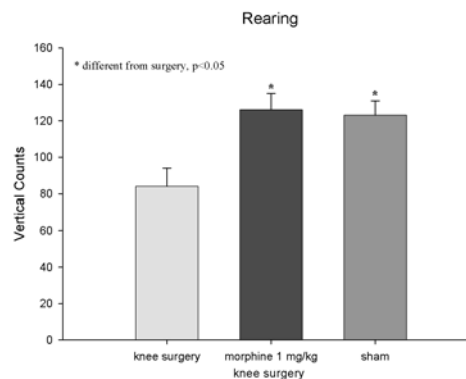 Rearing
* different from surgery, p<0.05
Vertical Counts
160
140
120
100
80
60
40
20
0
*
*
knee surgery
morphine 1 mg/kg
knee surgery
sham